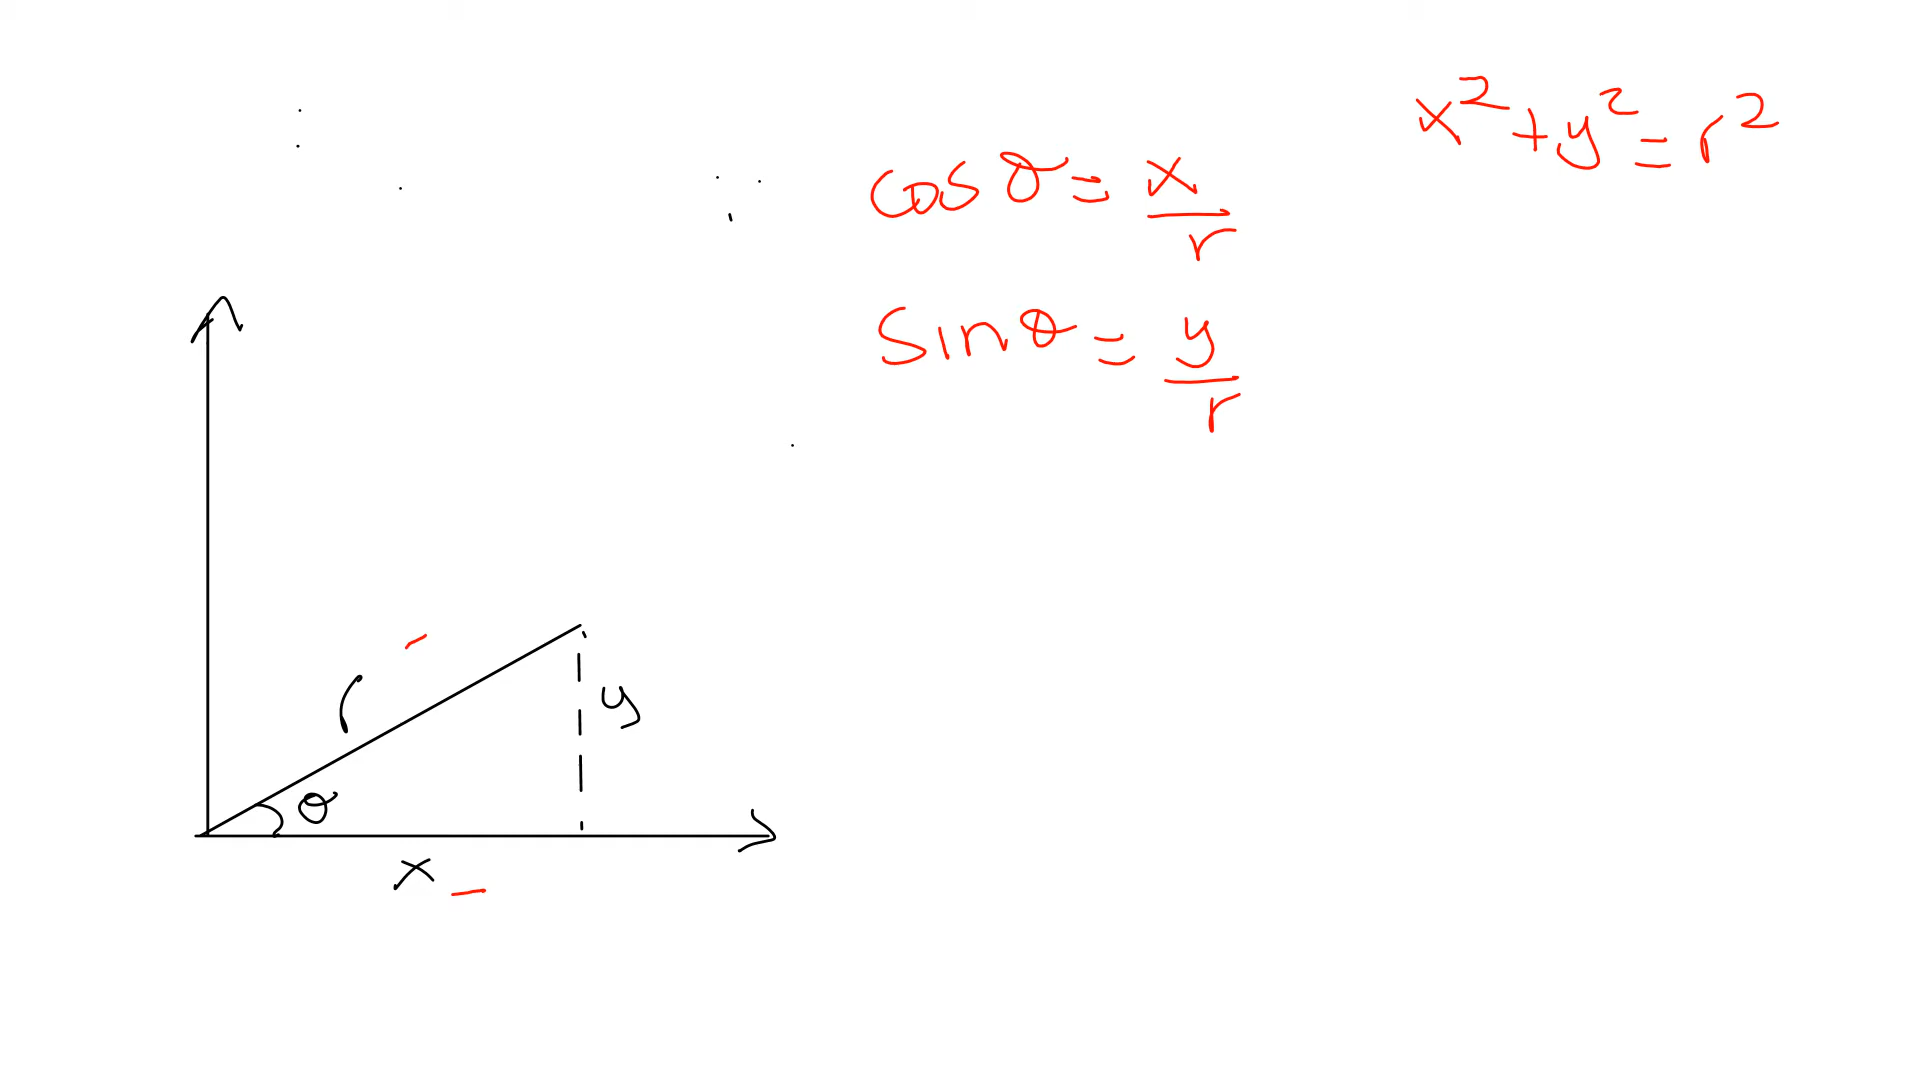 x²+y²=r²
cos θ = x/r
sin θ = y/r
r
y
θ
x